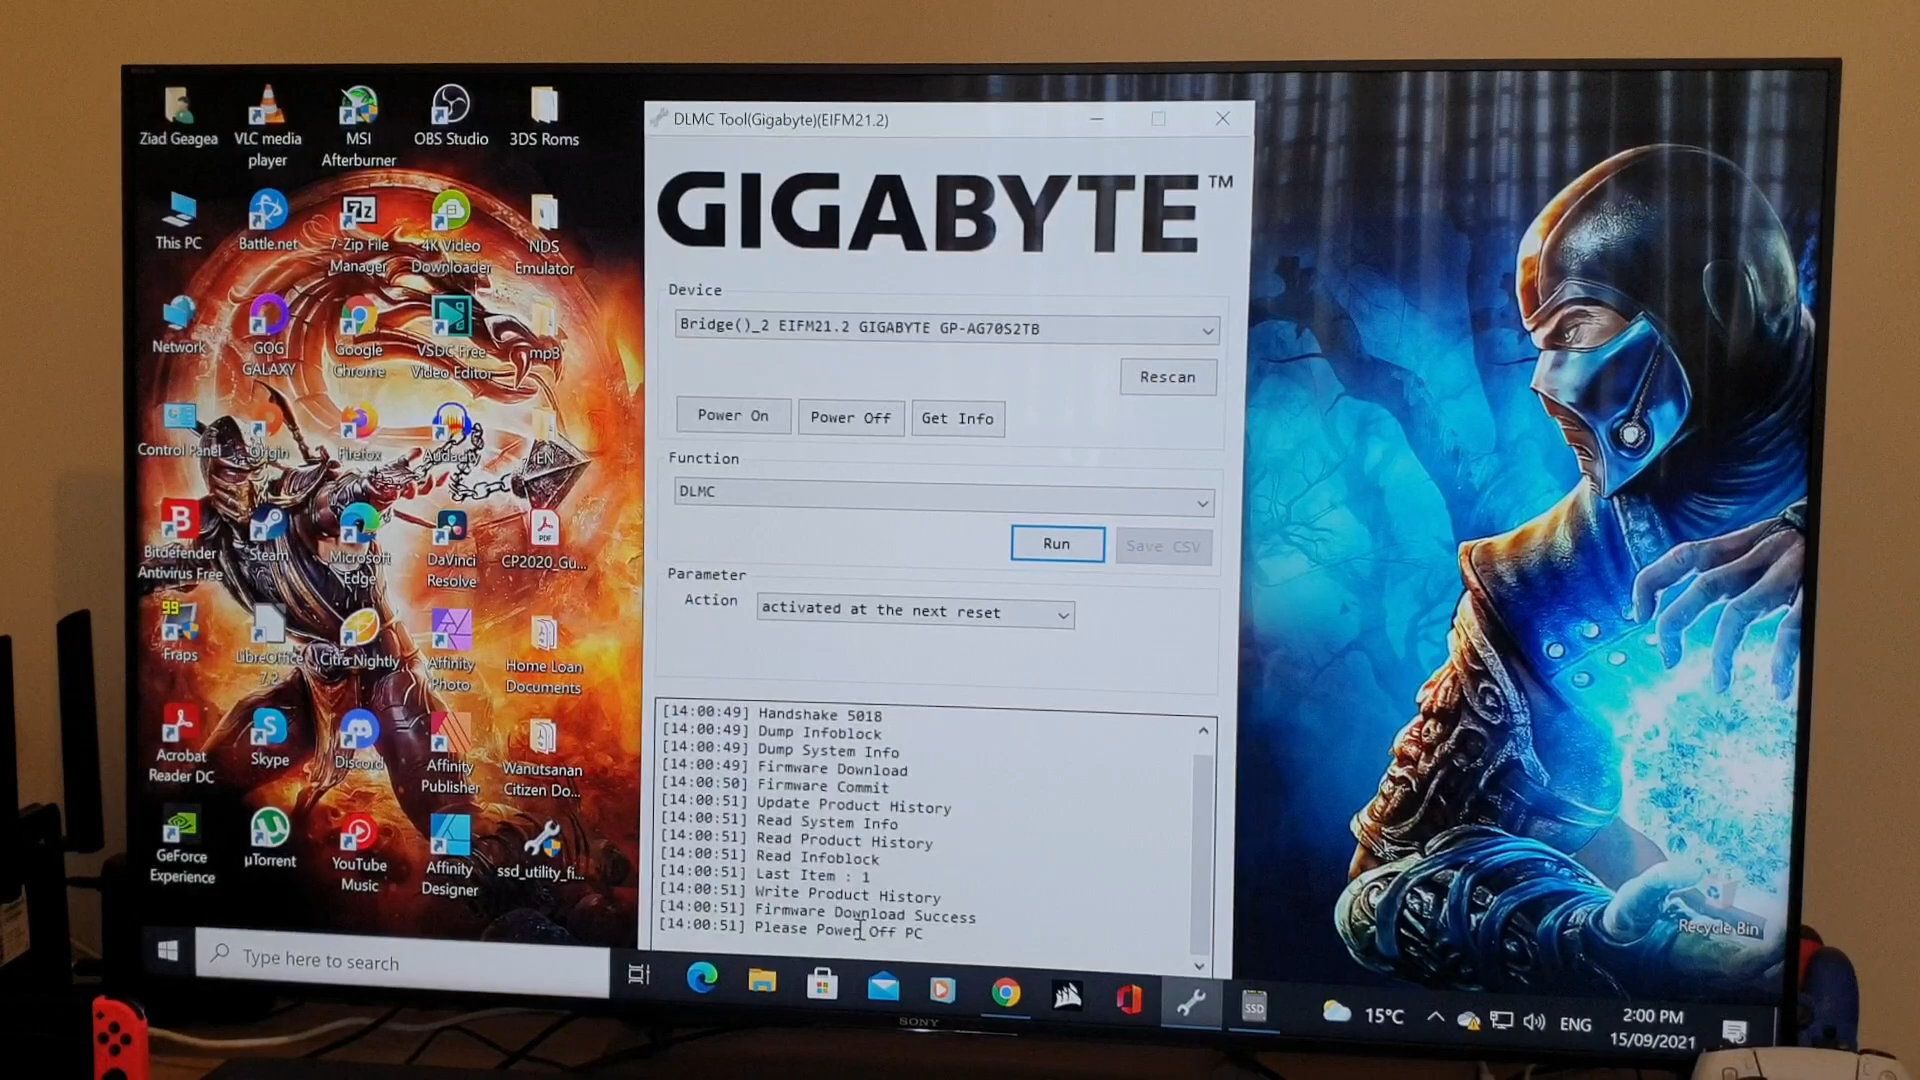 Ziad Geagea
VLC media
player
MSI
Afterburner
OBS Studio
3DS Roms
This PC
Battle.net
7-Zip File
Manager
4K Video
Downloader
NDS
Emulator
Network
GOG
GALAXY
Google
Chrome
VSDC Free
Video Editor
mp3
Control Panel
Origin
Firefox
Audacity
EN
Bitdefender
Antivirus Free
Steam
Microsoft
Edge
DaVinci
Resolve
PDF
CP2020_Gu...
99
Fraps
LibreOffice
7.2
Citra Nightly
Affinity
Photo
Home Loan
Documents
Acrobat
Reader DC
Skype
Discord
Affinity
Publisher
Wanutsanan
Citizen Do...
GeForce
Experience
µTorrent
YouTube
Music
Affinity
Designer
ssd_utility_fi...
DLMC Tool(Gigabyte)(EIFM21.2)
GIGABYTE™
Device
Bridge()_2 EIFM21.2 GIGABYTE GP-AG70S2TB
Rescan
Power On
Power Off
Get Info
Function
DLMC
Run
Save CSV
Parameter
Action
activated at the next reset
[14:00:49] Handshake 5018
[14:00:49] Dump Infoblock
[14:00:49] Dump System Info
[14:00:49] Firmware Download
[14:00:50] Firmware Commit
[14:00:51] Update Product History
[14:00:51] Read System Info
[14:00:51] Read Product History
[14:00:51] Read Infoblock
[14:00:51] Last Item : 1
[14:00:51] Write Product History
[14:00:51] Firmware Download Success
[14:00:51] Please Power Off PC
Recycle Bin
Type here to search
SSD
15°C
ENG
2:00 PM
15/09/2021
SONY